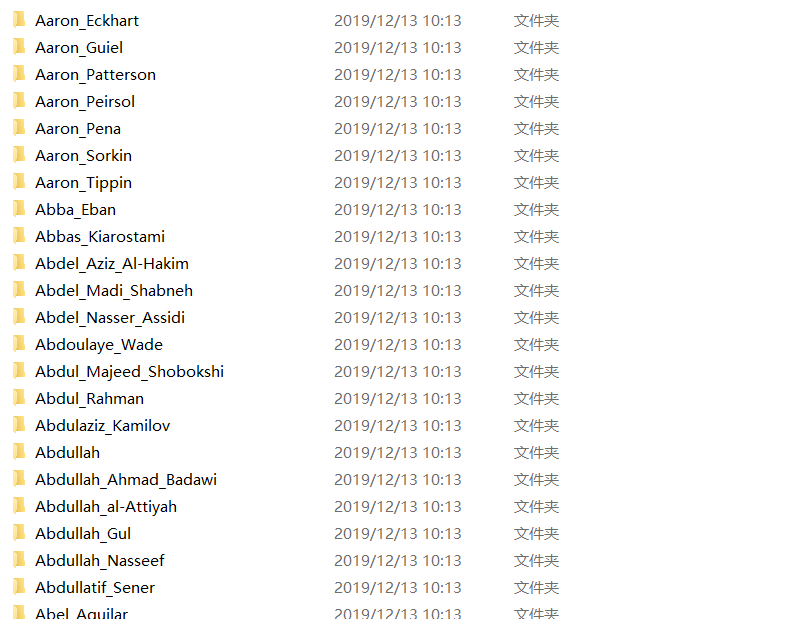 Aaron_Eckhart 2019/12/13 10:13 文件夹
Aaron_Guiel 2019/12/13 10:13 文件夹
Aaron_Patterson 2019/12/13 10:13 文件夹
Aaron_Peirsol 2019/12/13 10:13 文件夹
Aaron_Pena 2019/12/13 10:13 文件夹
Aaron_Sorkin 2019/12/13 10:13 文件夹
Aaron_Tippin 2019/12/13 10:13 文件夹
Abba_Eban 2019/12/13 10:13 文件夹
Abbas_Kiarostami 2019/12/13 10:13 文件夹
Abdel_Aziz_Al-Hakim 2019/12/13 10:13 文件夹
Abdel_Madi_Shabneh 2019/12/13 10:13 文件夹
Abdel_Nasser_Assidi 2019/12/13 10:13 文件夹
Abdoulaye_Wade 2019/12/13 10:13 文件夹
Abdul_Majeed_Shobokshi 2019/12/13 10:13 文件夹
Abdul_Rahman 2019/12/13 10:13 文件夹
Abdulaziz_Kamilov 2019/12/13 10:13 文件夹
Abdullah 2019/12/13 10:13 文件夹
Abdullah_Ahmad_Badawi 2019/12/13 10:13 文件夹
Abdullah_al-Attiyah 2019/12/13 10:13 文件夹
Abdullah_Gul 2019/12/13 10:13 文件夹
Abdullah_Nasseef 2019/12/13 10:13 文件夹
Abdullatif_Sener 2019/12/13 10:13 文件夹
Abel_Aguilar 2019/12/13 10:13 文件夹